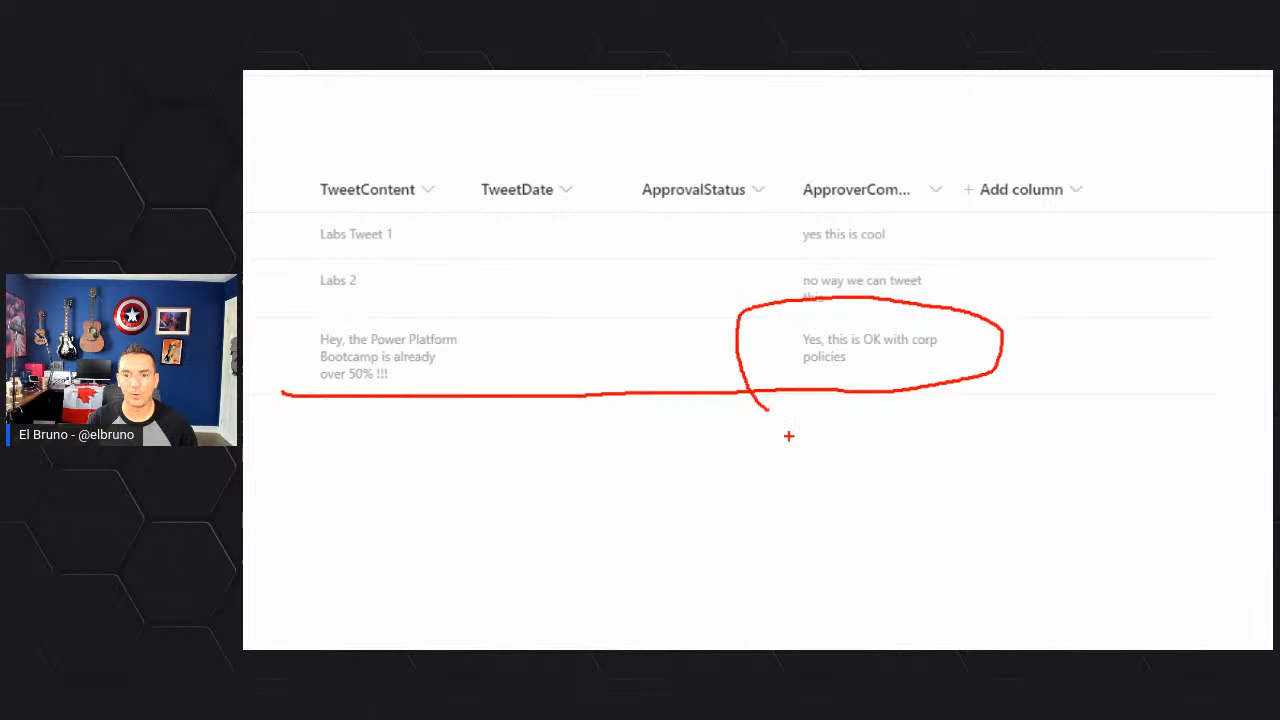 TweetContent TweetDate ApprovalStatus ApproverCom... + Add column
Labs Tweet 1 yes this is cool
Labs 2 no way we can tweet
this
Hey, the Power Platform Yes, this is OK with corp
Bootcamp is already policies
over 50% !!!
El Bruno - @elbruno